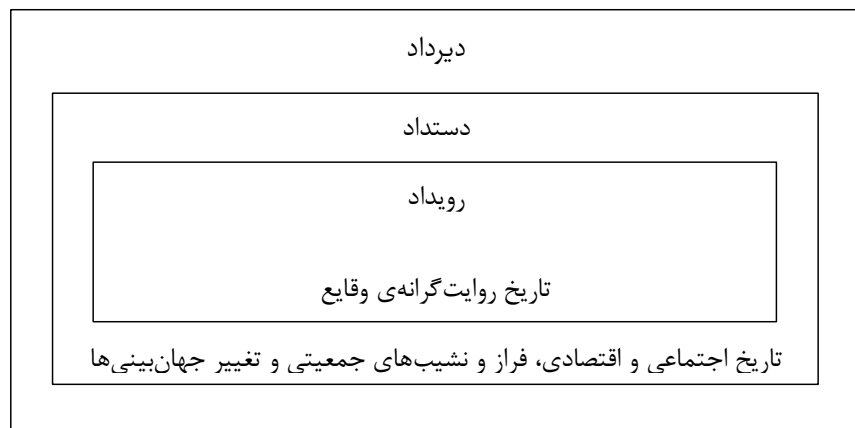 دیرداد
دستداد
رویداد
تاریخ روایت‌گرانه‌ی وقایع
تاریخ اجتماعی و اقتصادی، فراز و نشیب‌های جمعیتی و تغییر جهان‌بینی‌ها